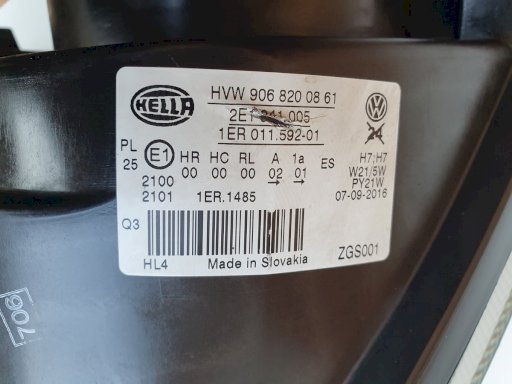 HELLA
HVW 906 820 08 61
1ER 011.592-01
PL 25 E1 HR HC RL A 1a ES
00 00 00 02 01
H7;H7
W21/5W
PY21W
2100
2101 1ER.1485
07-09-2016
Q3
HL4 Made in Slovakia ZGS001
706